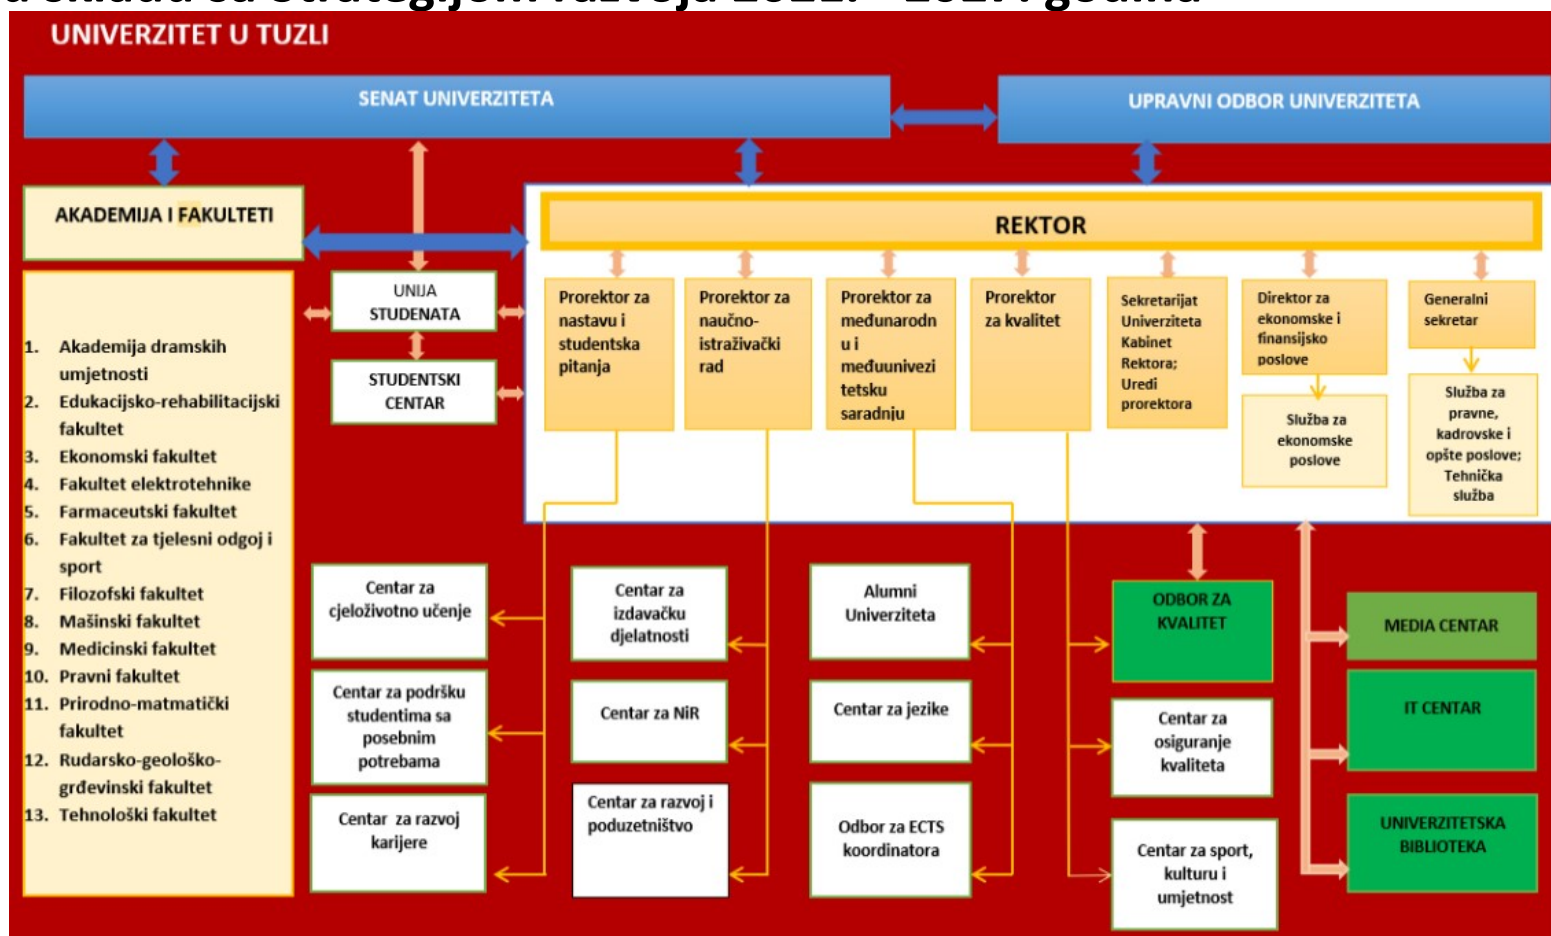 UNIVERZITET U TUZLI
SENAT UNIVERZITETA
UPRAVNI ODBOR UNIVERZITETA
AKADEMIJA I FAKULTETI
REKTOR
UNIJA
STUDENATA
STUDENTSKI
CENTAR
Prorektor za
nastavu i
studentska
pitanja
Prorektor za
naučno-
istraživački
rad
Prorektor za
međunarodn
u i
međuunivezi
tetsku
saradnju
Prorektor
za kvalitet
Sekretarijat
Univerziteta
Kabinet
Rektora;
Uredi
prorektora
Direktor za
ekonomske i
finansijsko
poslove
Generalni
sekretar
Služba za
ekonomske
poslove
Služba za
pravne,
kadrovske i
opšte poslove;
Tehnička
služba
1. Akademija dramskih
umjetnosti
2. Edukacijsko-rehabilitacijski
fakultet
3. Ekonomski fakultet
4. Fakultet elektrotehnike
5. Farmaceutski fakultet
6. Fakultet za tjelesni odgoj i
sport
7. Filozofski fakultet
8. Mašinski fakultet
9. Medicinski fakultet
10. Pravni fakultet
11. Prirodno-matmatički
fakultet
12. Rudarsko-geološko-
grđevinski fakultet
13. Tehnološki fakultet
Centar za
cjeloživotno učenje
Centar za podršku
studentima sa
posebnim
potrebama
Centar za razvoj
karijere
Centar za
izdavačku
djelatnosti
Centar za NiR
Centar za razvoj i
poduzetništvo
Alumni
Univerziteta
Centar za jezike
Odbor za ECTS
koordinatora
ODBOR ZA
KVALITET
Centar za
osiguranje
kvaliteta
Centar za sport,
kulturu i
umjetnost
MEDIA CENTAR
IT CENTAR
UNIVERZITETSKA
BIBLIOTEKA